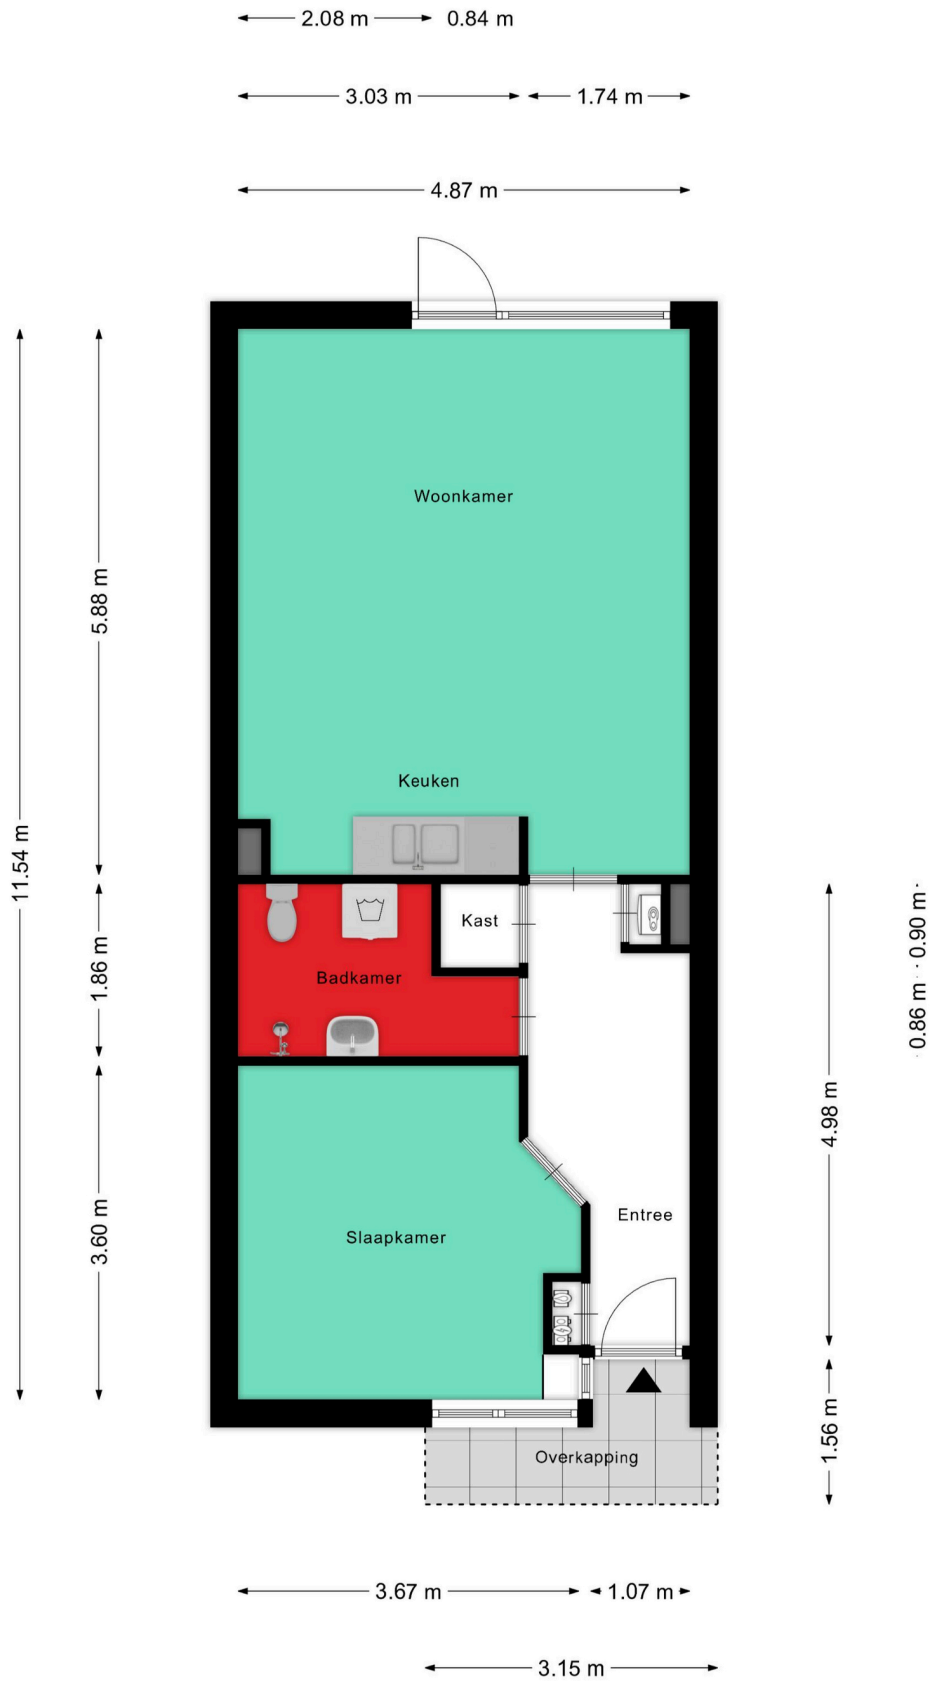 2.08 m 0.84 m
3.03 m 1.74 m
4.87 m
Woonkamer
5.88 m
Keuken
11.54 m
Kast
Badkamer
1.86 m
0.90 m
0.86 m
4.98 m
Entree
Slaapkamer
3.60 m
1.56 m
Overkapping
3.67 m 1.07 m
3.15 m